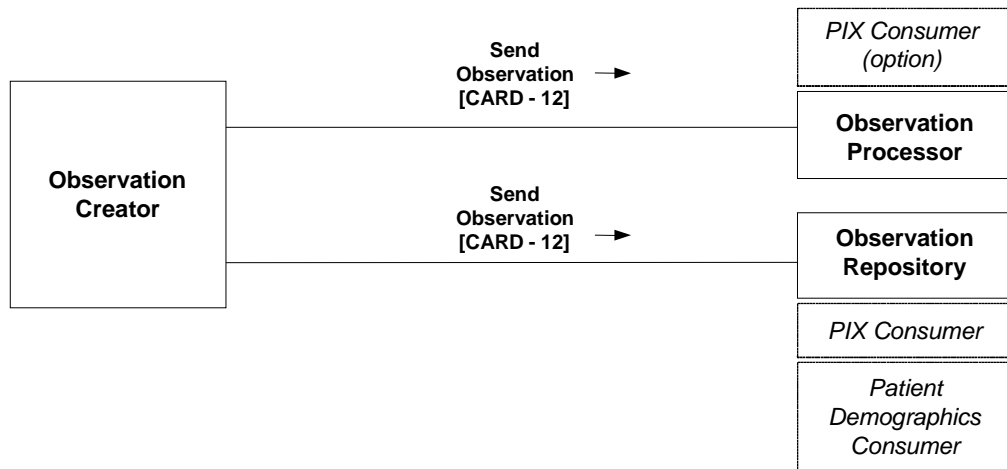 Observation
Creator
Send
Observation
[CARD - 12]
Send
Observation
[CARD - 12]
PIX Consumer
(option)
Observation
Processor
Observation
Repository
PIX Consumer
Patient
Demographics
Consumer